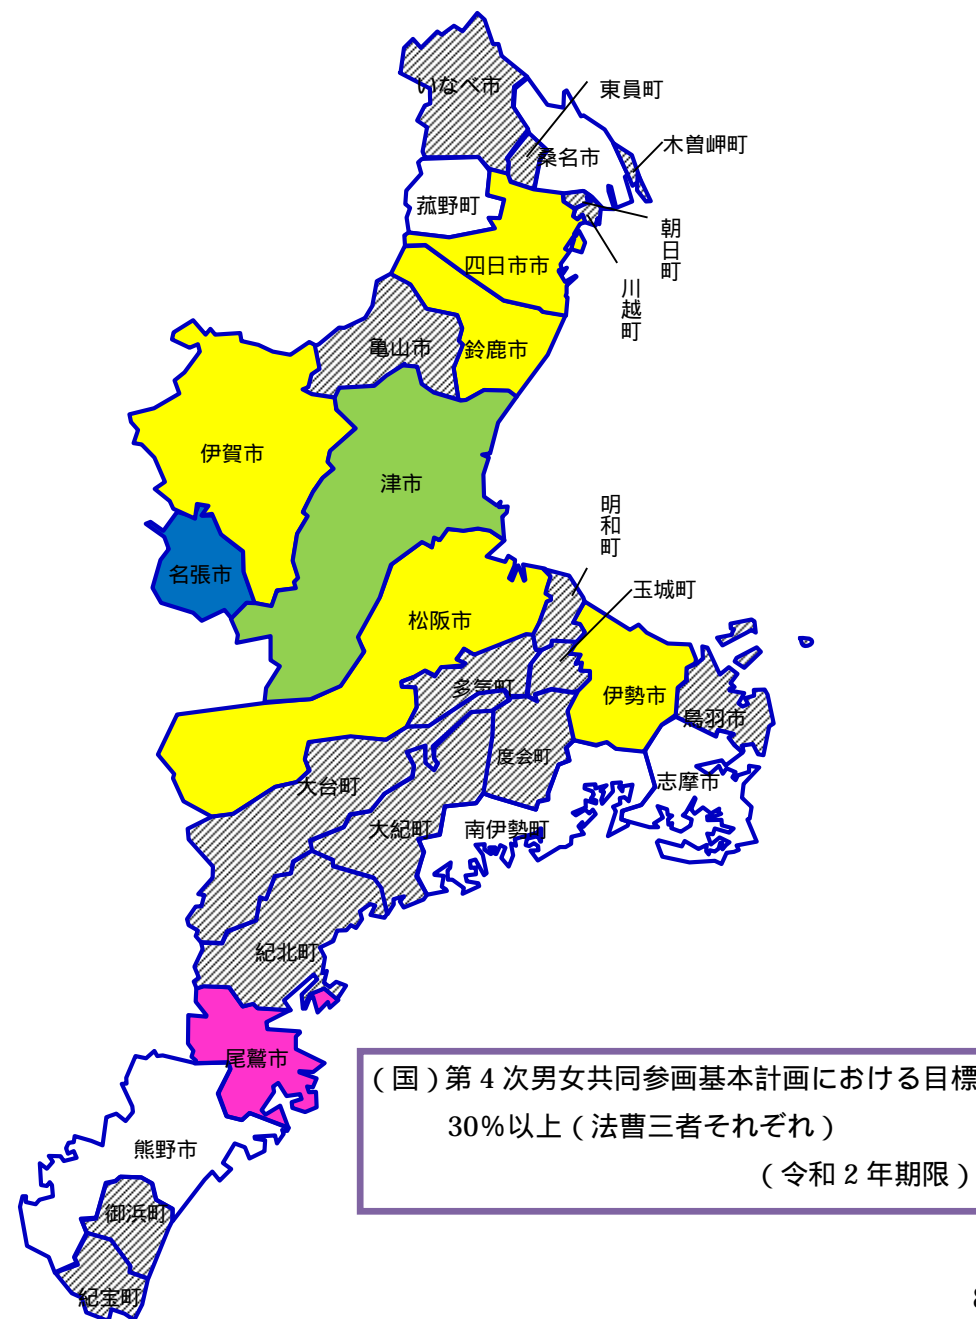 いなべ市
東員町
桑名市
木曽岬町
菰野町
朝日町
四日市市
川越町
亀山市
鈴鹿市
伊賀市
津市
明和町
名張市
玉城町
松阪市
多気町
伊勢市
鳥羽市
度会町
志摩市
大台町
大紀町
南伊勢町
紀北町
尾鷲市
(国)第4次男女共同参画基本計画における目標
30%以上(法曹三者それぞれ)
(令和2年期限)
熊野市
御浜町
紀宝町